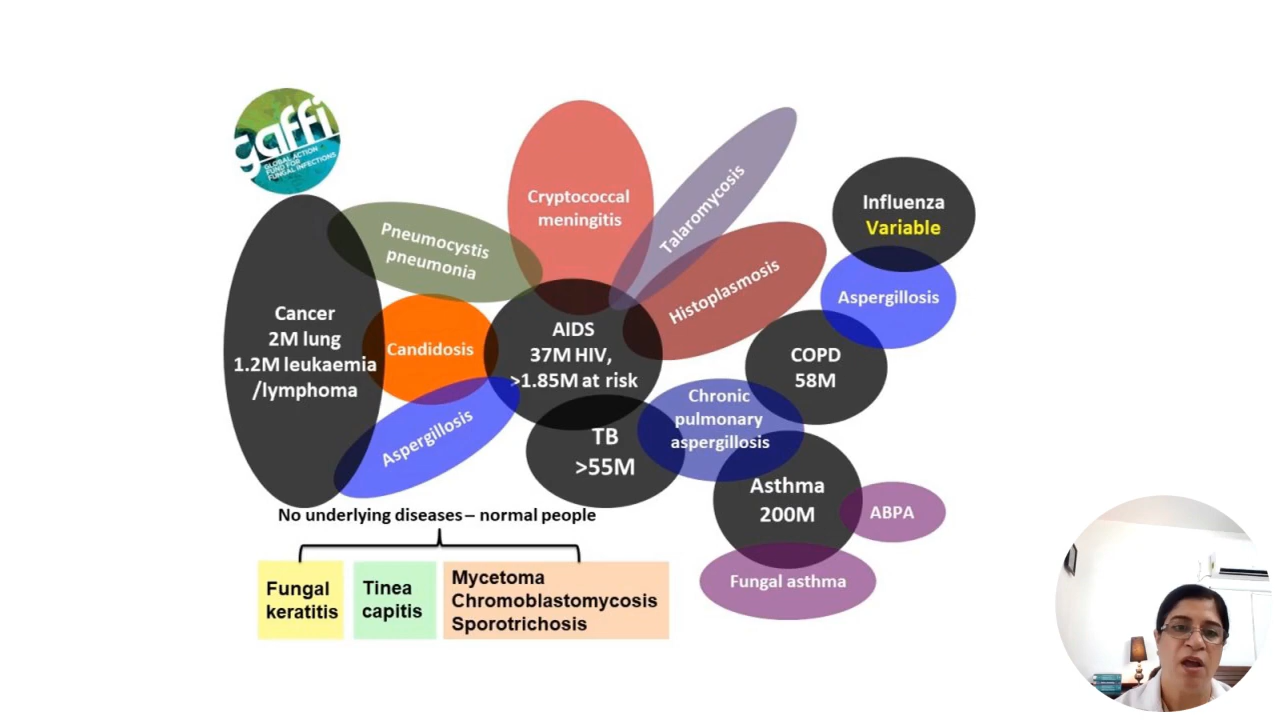 gaffi
GLOBAL ACTION
FUND FOR
FUNGAL INFECTIONS
Cryptococcal
meningitis
Talaromycosis
Influenza
Variable
Pneumocystis
pneumonia
Histoplasmosis
Aspergillosis
Cancer
2M lung
1.2M leukaemia
/lymphoma
Candidosis
AIDS
37M HIV,
>1.85M at risk
COPD
58M
Aspergillosis
TB
>55M
Chronic
pulmonary
aspergillosis
Asthma
200M
ABPA
Fungal asthma
No underlying diseases – normal people
Fungal
keratitis
Tinea
capitis
Mycetoma
Chromoblastomycosis
Sporotrichosis